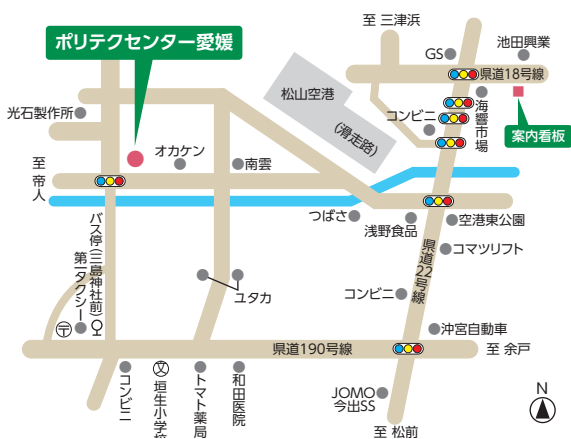 至 三津浜
池田興業
GS
ポリテクセンター愛媛
県道18号線
松山空港
(滑走路)
コンビニ
海響市場
案内看板
光石製作所
オカケン
南雲
至 帝人
つばさ
浅野食品
空港東公園
コマツリフト
県道22号線
バス停(三島神社前)
第一タクシー
〒
ユタカ
コンビニ
沖宮自動車
県道190号線
至 余戸
コンビニ
文
垣生小学校
トマト薬局
和田医院
JOMO
今出SS
至 松前
N